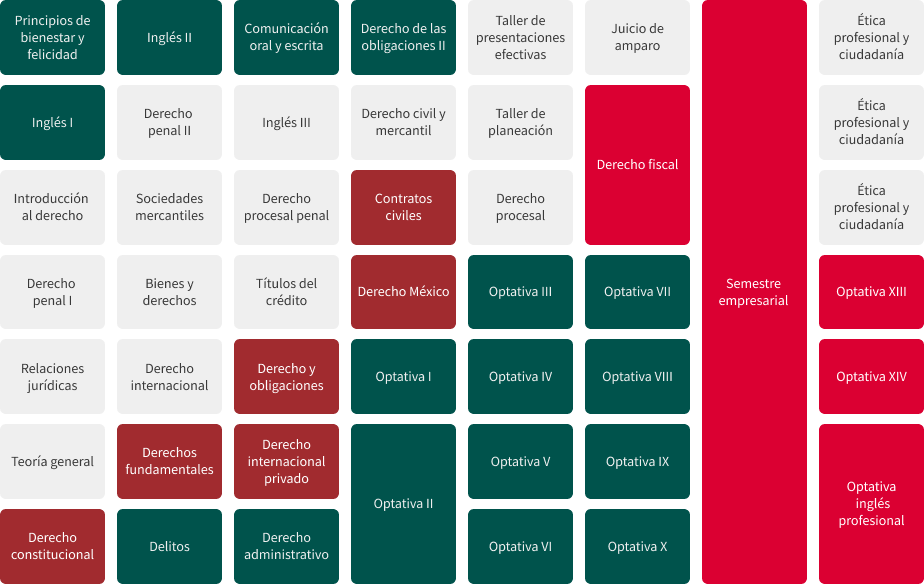 Principios de
bienestar y
felicidad
Inglés II
Comunicación
oral y escrita
Derecho de las
obligaciones II
Taller de
presentaciones
efectivas
Juicio de
amparo
Ética
profesional y
ciudadanía
Inglés I
Derecho
penal II
Inglés III
Derecho civil y
mercantil
Taller de
planeación
Derecho fiscal
Ética
profesional y
ciudadanía
Introducción
al derecho
Sociedades
mercantiles
Derecho
procesal penal
Contratos
civiles
Derecho
procesal
Ética
profesional y
ciudadanía
Derecho
penal I
Bienes y
derechos
Títulos del
crédito
Derecho México
Optativa III
Optativa VII
Semestre
empresarial
Optativa XIII
Relaciones
jurídicas
Derecho
internacional
Derecho y
obligaciones
Optativa I
Optativa IV
Optativa VIII
Optativa XIV
Teoría general
Derechos
fundamentales
Derecho
internacional
privado
Optativa II
Optativa V
Optativa IX
Optativa
inglés
profesional
Derecho
constitucional
Delitos
Derecho
administrativo
Optativa VI
Optativa X